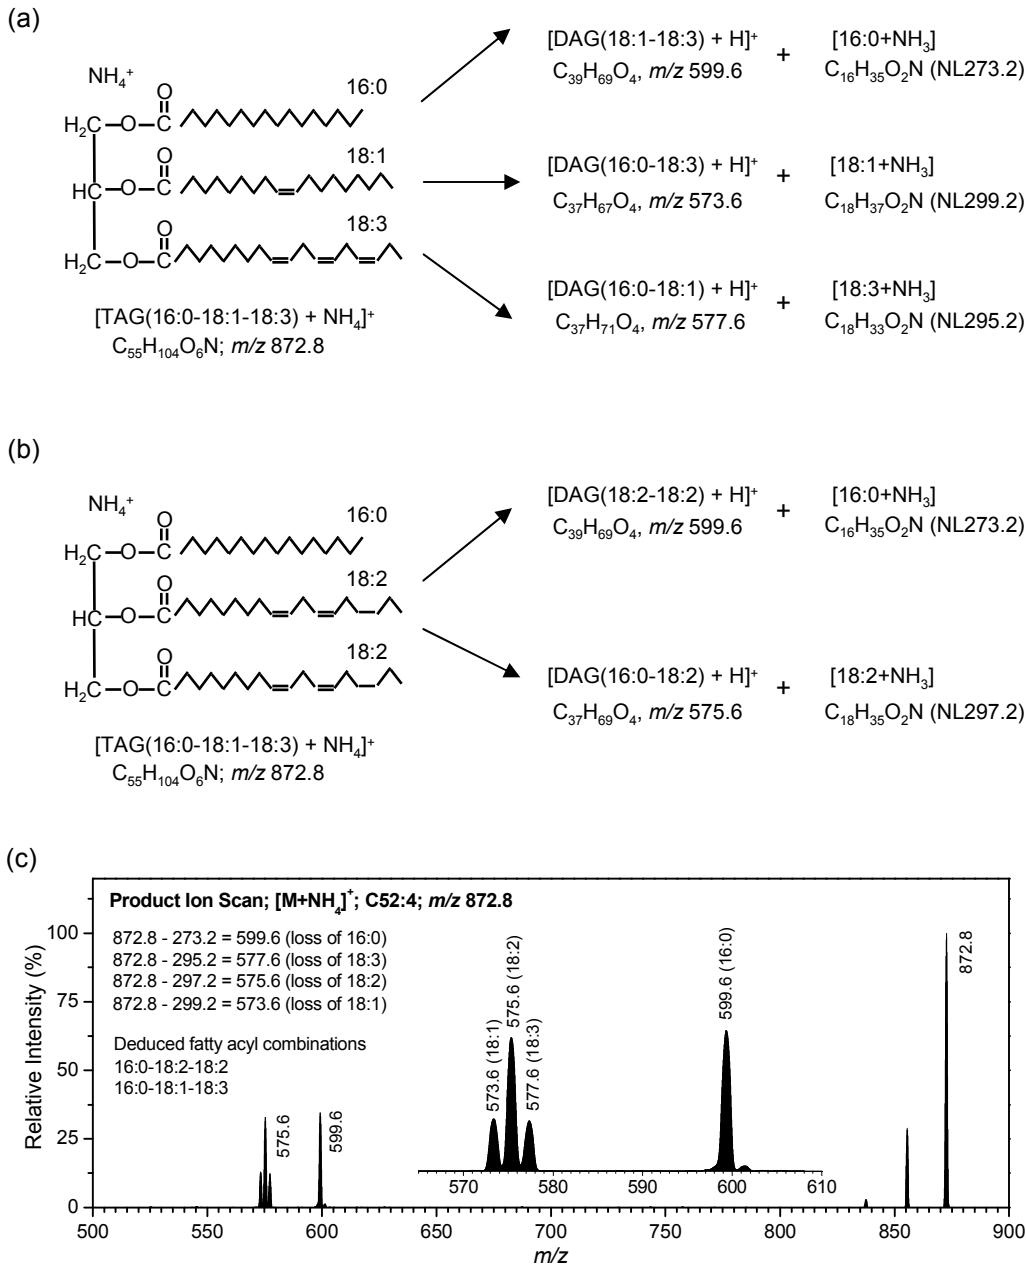 (a)
NH₄⁺
O
16:0
H₂C—O—C
O
18:1
HC—O—C
O
18:3
H₂C—O—C
[TAG(16:0-18:1-18:3) + NH₄]⁺
C₅₅H₁₀₄O₆N; m/z 872.8
[DAG(18:1-18:3) + H]⁺ + [16:0+NH₃]
C₃₉H₆₉O₄, m/z 599.6 C₁₆H₃₅O₂N (NL273.2)
[DAG(16:0-18:3) + H]⁺ + [18:1+NH₃]
C₃₇H₆₇O₄, m/z 573.6 C₁₈H₃₇O₂N (NL299.2)
[DAG(16:0-18:1) + H]⁺ + [18:3+NH₃]
C₃₇H₇₁O₄, m/z 577.6 C₁₈H₃₃O₂N (NL295.2)
(b)
NH₄⁺
O
16:0
H₂C—O—C
O
18:2
HC—O—C
O
18:2
H₂C—O—C
[TAG(16:0-18:1-18:3) + NH₄]⁺
C₅₅H₁₀₄O₆N; m/z 872.8
[DAG(18:2-18:2) + H]⁺ + [16:0+NH₃]
C₃₉H₆₉O₄, m/z 599.6 C₁₆H₃₅O₂N (NL273.2)
[DAG(16:0-18:2) + H]⁺ + [18:2+NH₃]
C₃₇H₆₉O₄, m/z 575.6 C₁₈H₃₅O₂N (NL297.2)
(c)
Product Ion Scan; [M+NH₄]⁺; C52:4; m/z 872.8
872.8 - 273.2 = 599.6 (loss of 16:0)
872.8 - 295.2 = 577.6 (loss of 18:3)
872.8 - 297.2 = 575.6 (loss of 18:2)
872.8 - 299.2 = 573.6 (loss of 18:1)
Deduced fatty acyl combinations
16:0-18:2-18:2
16:0-18:1-18:3
Relative Intensity (%)
100
75
50
25
0
575.6
599.6
573.6 (18:1)
575.6 (18:2)
577.6 (18:3)
599.6 (16:0)
872.8
570 580 590 600 610
500 550 600 650 700 750 800 850 900
m/z